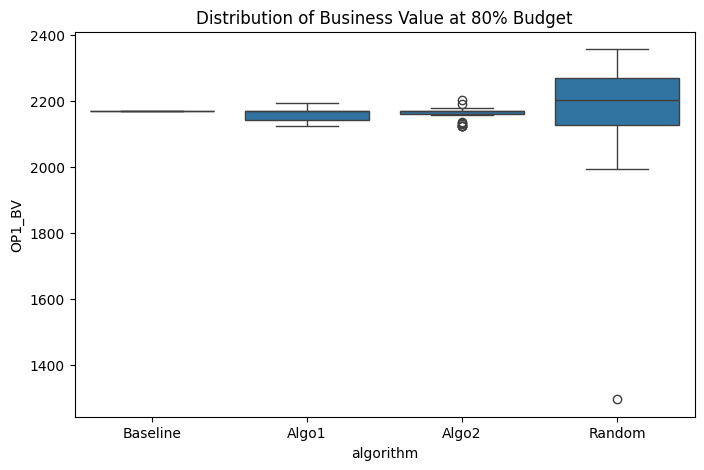 Distribution of Business Value at 80% Budget
2400
2200
2000
1800
1600
1400
OP1_BV
Baseline
Algo1
Algo2
Random
algorithm